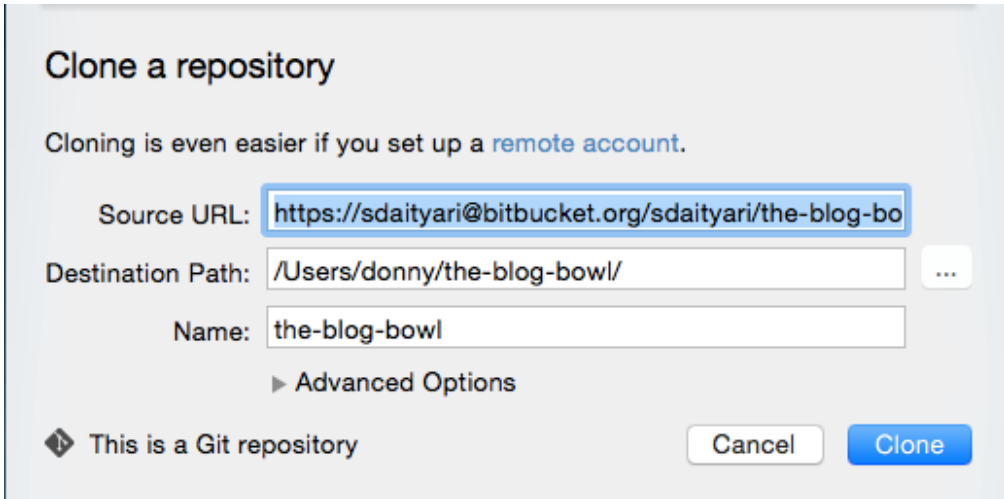 Clone a repository
Cloning is even easier if you set up a remote account.
Source URL: https://sdaityari@bitbucket.org/sdaityari/the-blog-bo
Destination Path: /Users/donny/the-blog-bowl/ ...
Name: the-blog-bowl
Advanced Options
This is a Git repository Cancel Clone